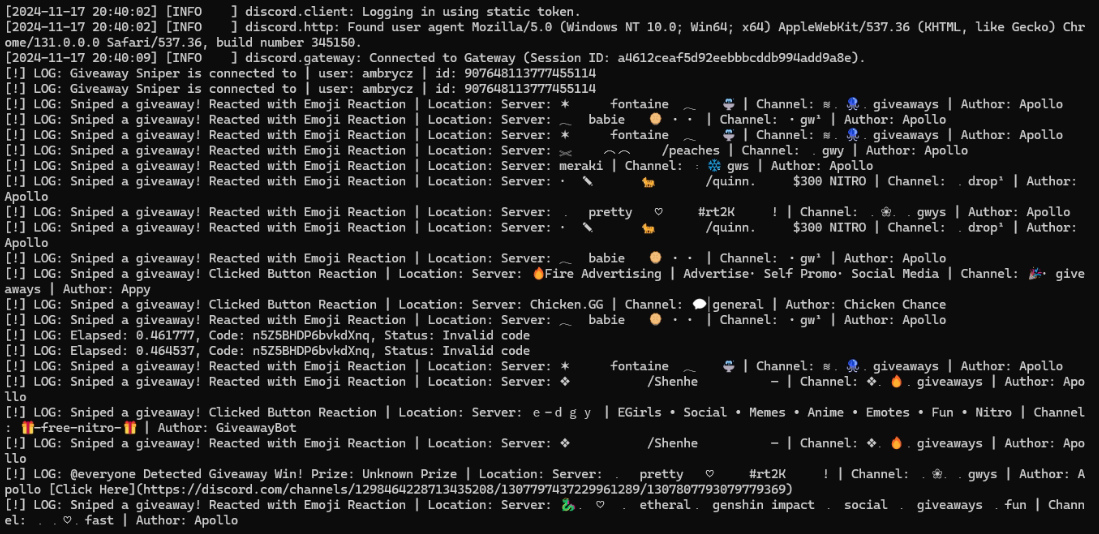 [2024-11-17 20:40:02] [INFO    ] discord.client: Logging in using static token.
[2024-11-17 20:40:02] [INFO    ] discord.http: Found user agent Mozilla/5.0 (Windows NT 10.0; Win64; x64) AppleWebKit/537.36 (KHTML, like Gecko) Chr
ome/131.0.0.0 Safari/537.36, build number 345150.
[2024-11-17 20:40:09] [INFO    ] discord.gateway: Connected to Gateway (Session ID: a4612ceaf5d92eebbbcddb994add9a8e).
[!] LOG: Giveaway Sniper is connected to | user: ambrycz | id: 907648113777455114
[!] LOG: Giveaway Sniper is connected to | user: ambrycz | id: 907648113777455114
[!] LOG: Sniped a giveaway! Reacted with Emoji Reaction | Location: Server: ✶     fontaine  ︵   🚢 | Channel: ≋﹒🐙﹒giveaways | Author: Apollo
[!] LOG: Sniped a giveaway! Reacted with Emoji Reaction | Location: Server: ︵  babie   🥞 · ·  | Channel: ・gw¹ | Author: Apollo
[!] LOG: Sniped a giveaway! Reacted with Emoji Reaction | Location: Server: ✶     fontaine  ︵   🚢 | Channel: ≋﹒🐙﹒giveaways | Author: Apollo
[!] LOG: Sniped a giveaway! Reacted with Emoji Reaction | Location: Server:      ︵︵    /peaches | Channel: ﹒gwy | Author: Apollo
[!] LOG: Sniped a giveaway! Reacted with Emoji Reaction | Location: Server: meraki | Channel: ﹕❄️ gws | Author: Apollo
[!] LOG: Sniped a giveaway! Reacted with Emoji Reaction | Location: Server: ·  ✎      🐈      /quinn.     $300 NITRO | Channel: ﹒drop¹ | Author:
Apollo
[!] LOG: Sniped a giveaway! Reacted with Emoji Reaction | Location: Server: ﹒  pretty  ♡    #rt2K     ! | Channel: ﹒❀﹒﹒gwys | Author: Apollo
[!] LOG: Sniped a giveaway! Reacted with Emoji Reaction | Location: Server: ·  ✎      🐈      /quinn.     $300 NITRO | Channel: ﹒drop¹ | Author:
Apollo
[!] LOG: Sniped a giveaway! Reacted with Emoji Reaction | Location: Server: ︵  babie   🥞 · ·  | Channel: ・gw¹ | Author: Apollo
[!] LOG: Sniped a giveaway! Clicked Button Reaction | Location: Server: 🔥Fire Advertising | Advertise· Self Promo· Social Media | Channel: 🎉· give
aways | Author: Appy
[!] LOG: Sniped a giveaway! Clicked Button Reaction | Location: Server: Chicken.GG | Channel: 💬|general | Author: Chicken Chance
[!] LOG: Sniped a giveaway! Reacted with Emoji Reaction | Location: Server: ︵  babie   🥞 · ·  | Channel: ・gw¹ | Author: Apollo
[!] LOG: Elapsed: 0.461777, Code: n5Z5BHDP6bvkdXnq, Status: Invalid code
[!] LOG: Elapsed: 0.464537, Code: n5Z5BHDP6bvkdXnq, Status: Invalid code
[!] LOG: Sniped a giveaway! Reacted with Emoji Reaction | Location: Server: ✶     fontaine  ︵   🚢 | Channel: ≋﹒🐙﹒giveaways | Author: Apollo
[!] LOG: Sniped a giveaway! Reacted with Emoji Reaction | Location: Server: ❖          /Shenhe          — | Channel: ❖﹒🔥﹒giveaways | Author: Apo
llo
[!] LOG: Sniped a giveaway! Clicked Button Reaction | Location: Server: ｅ-ｄｇｙ | EGirls • Social • Memes • Anime • Emotes • Fun • Nitro | Channel
: 🎁-free-nitro-🎁 | Author: GiveawayBot
[!] LOG: Sniped a giveaway! Reacted with Emoji Reaction | Location: Server: ❖          /Shenhe          — | Channel: ❖﹒🔥﹒giveaways | Author: Apo
llo
[!] LOG: @everyone Detected Giveaway Win! Prize: Unknown Prize | Location: Server: ﹒  pretty  ♡    #rt2K     ! | Channel: ﹒❀﹒﹒gwys | Author: A
pollo [Click Here](https://discord.com/channels/1298464228713435208/1307797437229961289/1307807793079779369)
[!] LOG: Sniped a giveaway! Reacted with Emoji Reaction | Location: Server: 🐉﹒ ♡  ﹒ etheral﹒ genshin impact ﹒ social ﹒ giveaways ﹒fun | Chann
el: ﹒﹒♡﹒fast | Author: Apollo